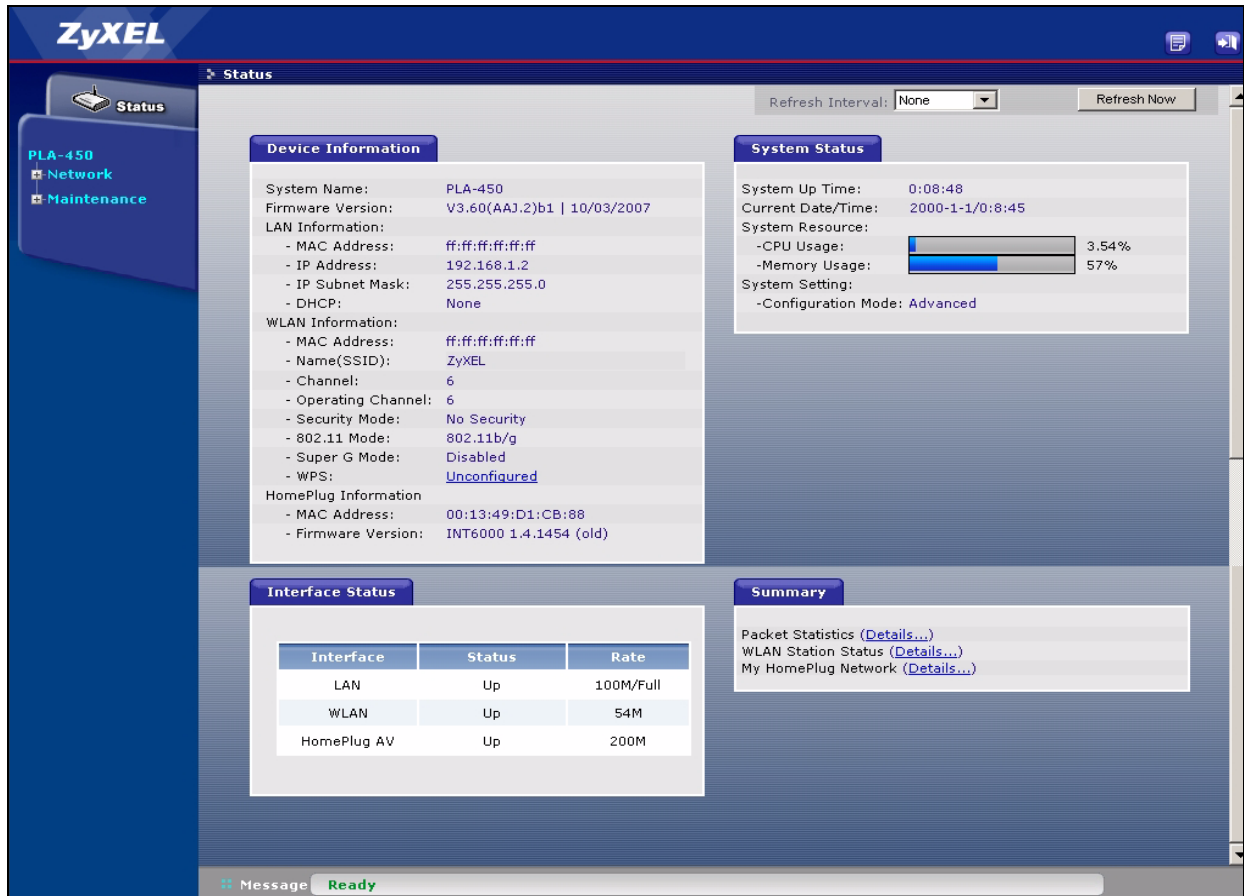 ZyXEL
Status
Status
PLA-450
Network
Maintenance
Refresh Interval: None
Refresh Now
Device Information
System Name: PLA-450
Firmware Version: V3.60(AAJ.2)b1 | 10/03/2007
LAN Information:
- MAC Address: ff:ff:ff:ff:ff:ff
- IP Address: 192.168.1.2
- IP Subnet Mask: 255.255.255.0
- DHCP: None
WLAN Information:
- MAC Address: ff:ff:ff:ff:ff:ff
- Name(SSID): ZyXEL
- Channel: 6
- Operating Channel: 6
- Security Mode: No Security
- 802.11 Mode: 802.11b/g
- Super G Mode: Disabled
- WPS: Unconfigured
HomePlug Information
- MAC Address: 00:13:49:D1:CB:88
- Firmware Version: INT6000 1.4.1454 (old)
System Status
System Up Time: 0:08:48
Current Date/Time: 2000-1-1/0:8:45
System Resource:
-CPU Usage: 3.54%
-Memory Usage: 57%
System Setting:
-Configuration Mode: Advanced
Interface Status
Interface Status Rate
LAN Up 100M/Full
WLAN Up 54M
HomePlug AV Up 200M
Summary
Packet Statistics (Details...)
WLAN Station Status (Details...)
My HomePlug Network (Details...)
Message Ready